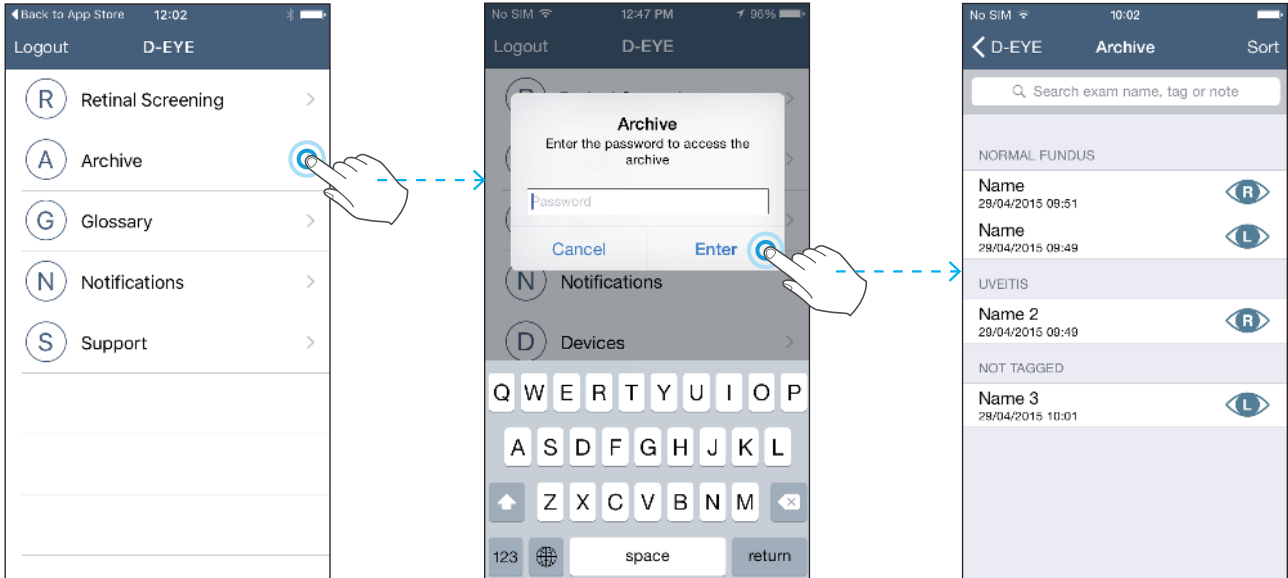 Back to App Store 12:02
Logout D-EYE
R Retinal Screening
A Archive
G Glossary
N Notifications
S Support
No SIM 12:47 PM 96%
Logout D-EYE
Archive
Enter the password to access the
archive
Password
Cancel Enter
N Notifications
D Devices
Q W E R T Y U I O P
A S D F G H J K L
Z X C V B N M
123 space return
No SIM 10:02
D-EYE Archive Sort
Search exam name, tag or note
NORMAL FUNDUS
Name R
29/04/2015 09:51
Name L
29/04/2015 09:49
UVEITIS
Name 2 R
29/04/2015 09:49
NOT TAGGED
Name 3 L
29/04/2015 10:01